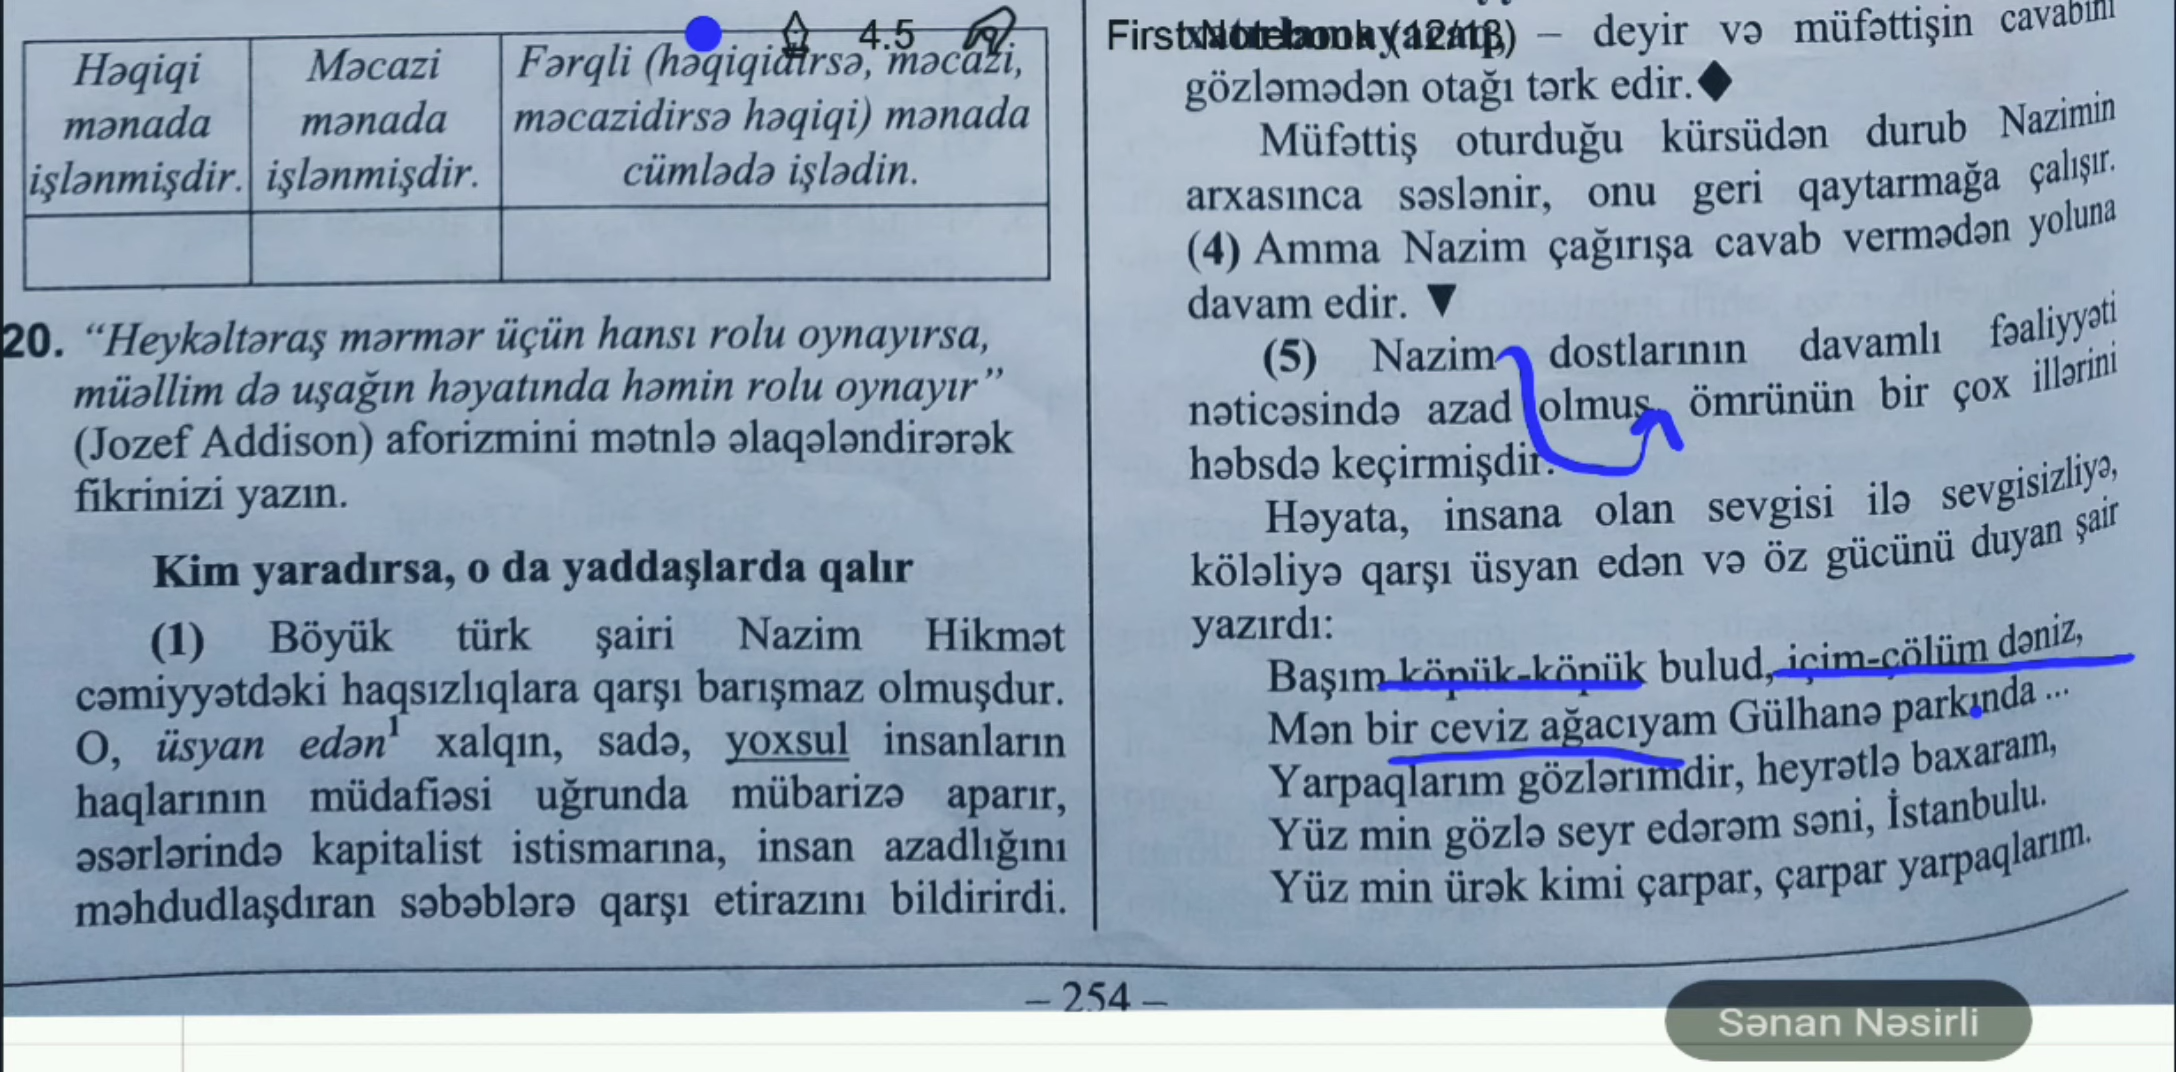 4.5
Həqiqi mənada işlənmişdir.
Məcazi mənada işlənmişdir.
Fərqli (həqiqidirsə, məcazi, məcazidirsə həqiqi) mənada cümlədə işlədin.
20. “Heykəltəraş mərmər üçün hansı rolu oynayırsa,
müəllim də uşağın həyatında həmin rolu oynayır”
(Jozef Addison) aforizmini mətnlə əlaqələndirərək
fikrinizi yazın.
Kim yaradırsa, o da yaddaşlarda qalır
(1) Böyük türk şairi Nazim Hikmət
cəmiyyətdəki haqsızlıqlara qarşı barışmaz olmuşdur.
O, üsyan edən¹ xalqın, sadə, yoxsul insanların
haqlarının müdafiəsi uğrunda mübarizə aparır,
əsərlərində kapitalist istismarına, insan azadlığını
məhdudlaşdıran səbəblərə qarşı etirazını bildirirdi.
First Notebook (12/13)
– deyir və müfəttişin cavabını
gözləmədən otağı tərk edir.◆
Müfəttiş oturduğu kürsüdən durub Nazimin
arxasınca səslənir, onu geri qaytarmağa çalışır.
(4) Amma Nazim çağırışa cavab vermədən yoluna
davam edir. ▼
(5) Nazim dostlarının davamlı fəaliyyəti
nəticəsində azad olmuş, ömrünün bir çox illərini
həbsdə keçirmişdir.
Həyata, insana olan sevgisi ilə sevgisizliyə,
köləliyə qarşı üsyan edən və öz gücünü duyan şair
yazırdı:
Başım köpük-köpük bulud, içim-çölüm dəniz,
Mən bir ceviz ağacıyam Gülhanə parkında ...
Yarpaqlarım gözlərimdir, heyrətlə baxaram,
Yüz min gözlə seyr edərəm səni, İstanbulu.
Yüz min ürək kimi çarpar, çarpar yarpaqlarım.
– 254 –
Sənan Nəsirli